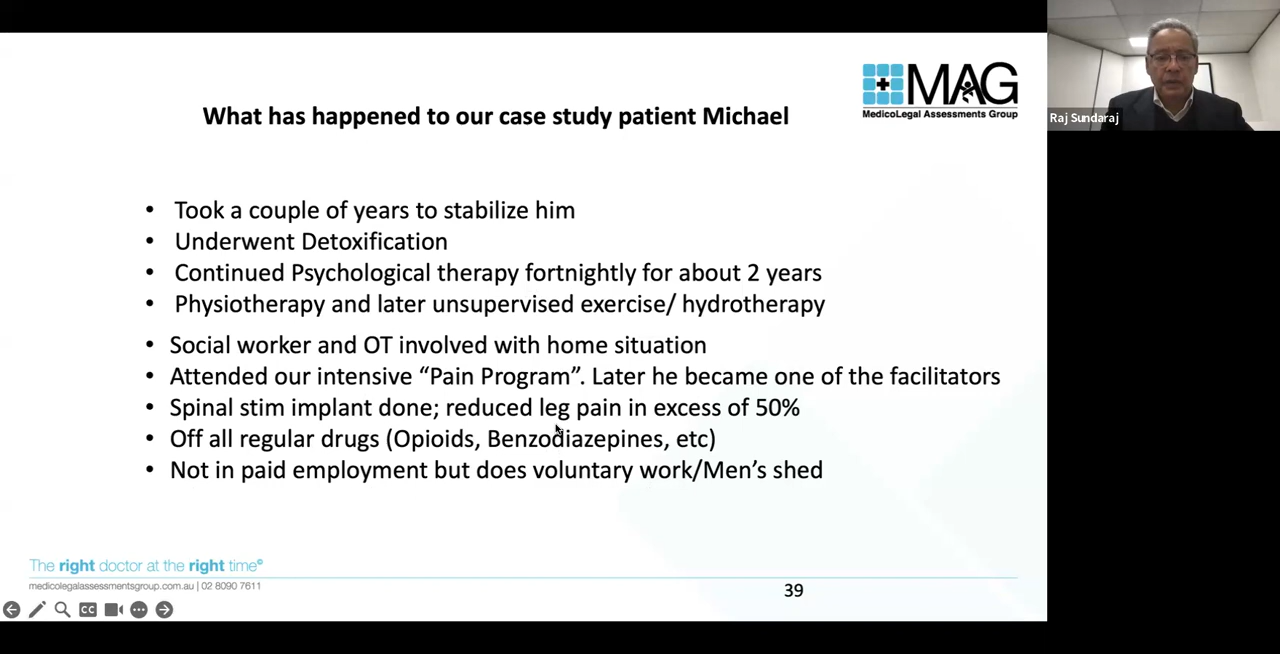 MAG
MedicoLegal Assessments Group
Raj Sundaraj
What has happened to our case study patient Michael
• Took a couple of years to stabilize him
• Underwent Detoxification
• Continued Psychological therapy fortnightly for about 2 years
• Physiotherapy and later unsupervised exercise/ hydrotherapy
• Social worker and OT involved with home situation
• Attended our intensive “Pain Program”. Later he became one of the facilitators
• Spinal stim implant done; reduced leg pain in excess of 50%
• Off all regular drugs (Opioids, Benzodiazepines, etc)
• Not in paid employment but does voluntary work/Men’s shed
The right doctor at the right time©
medicolegalassessmentsgroup.com.au | 02 8090 7611
39
CC